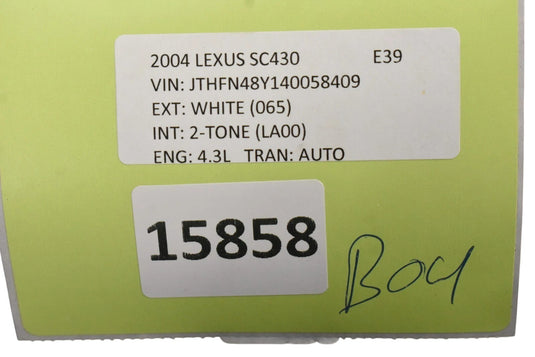 2004 LEXUS SC430 E39
VIN: JTHFN48Y140058409
EXT: WHITE (065)
INT: 2-TONE (LA00)
ENG: 4.3L TRAN: AUTO
15858
B04